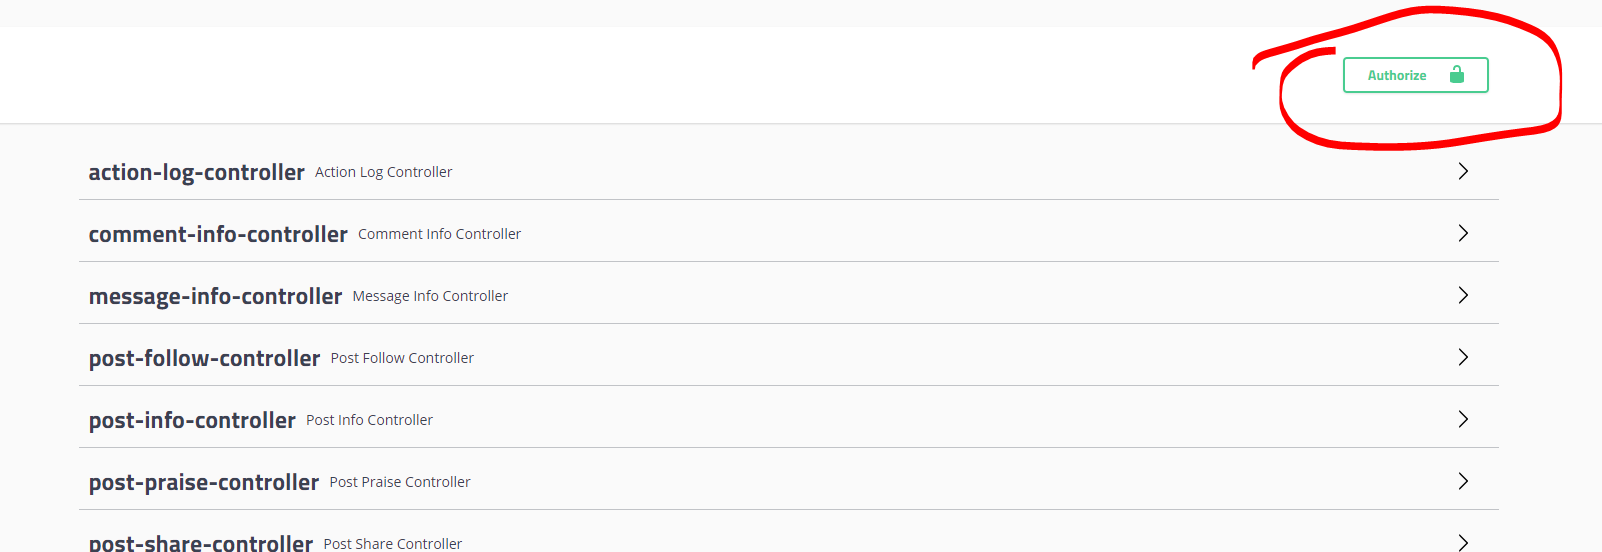 Authorize
action-log-controller Action Log Controller
comment-info-controller Comment Info Controller
message-info-controller Message Info Controller
post-follow-controller Post Follow Controller
post-info-controller Post Info Controller
post-praise-controller Post Praise Controller
post-share-controller Post Share Controller